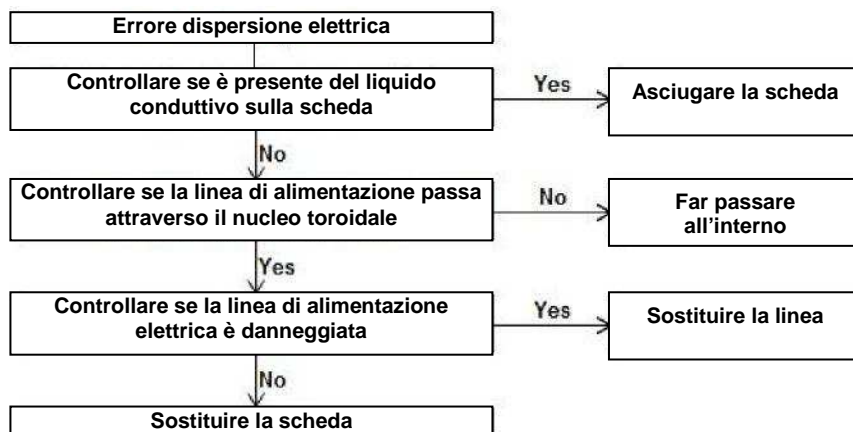 Errore dispersione elettrica
Controllare se è presente del liquido
conduttivo sulla scheda
Yes
Asciugare la scheda
No
Controllare se la linea di alimentazione passa
attraverso il nucleo toroidale
No
Far passare
all'interno
Yes
Controllare se la linea di alimentazione
elettrica è danneggiata
Yes
Sostituire la linea
No
Sostituire la scheda